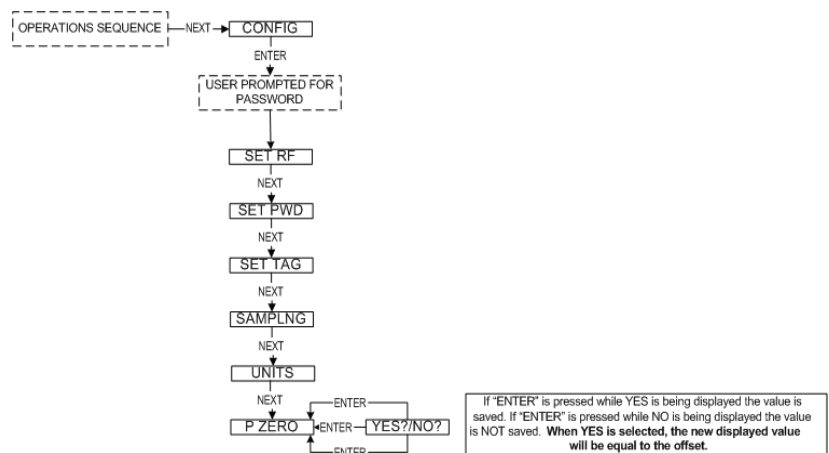 OPERATIONS SEQUENCE
NEXT
CONFIG
ENTER
USER PROMPTED FOR
PASSWORD
SET RF
NEXT
SET PWD
NEXT
SET TAG
NEXT
SAMPLNG
NEXT
UNITS
NEXT
ENTER
P ZERO
ENTER
YES?/NO?
ENTER
If "ENTER" is pressed while YES is being displayed the value is
saved. If "ENTER" is pressed while NO is being displayed the value
is NOT saved. When YES is selected, the new displayed value
will be equal to the offset.